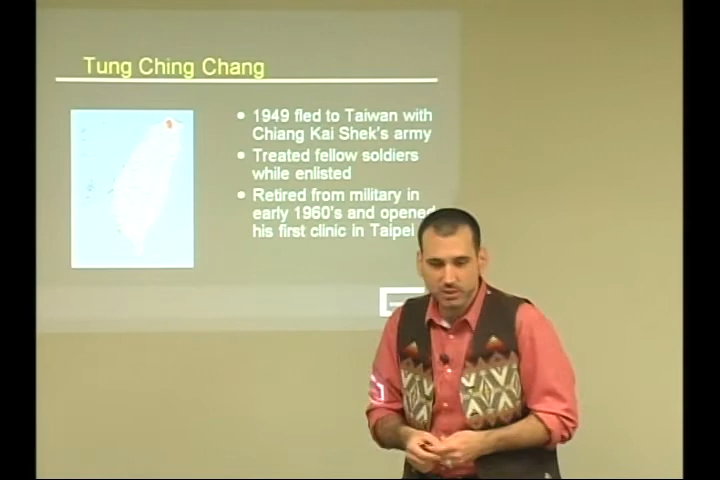 Tung Ching Chang
• 1949 fled to Taiwan with
Chiang Kai Shek's army
• Treated fellow soldiers
while enlisted
• Retired from military in
early 1960's and opened
his first clinic in Taipei